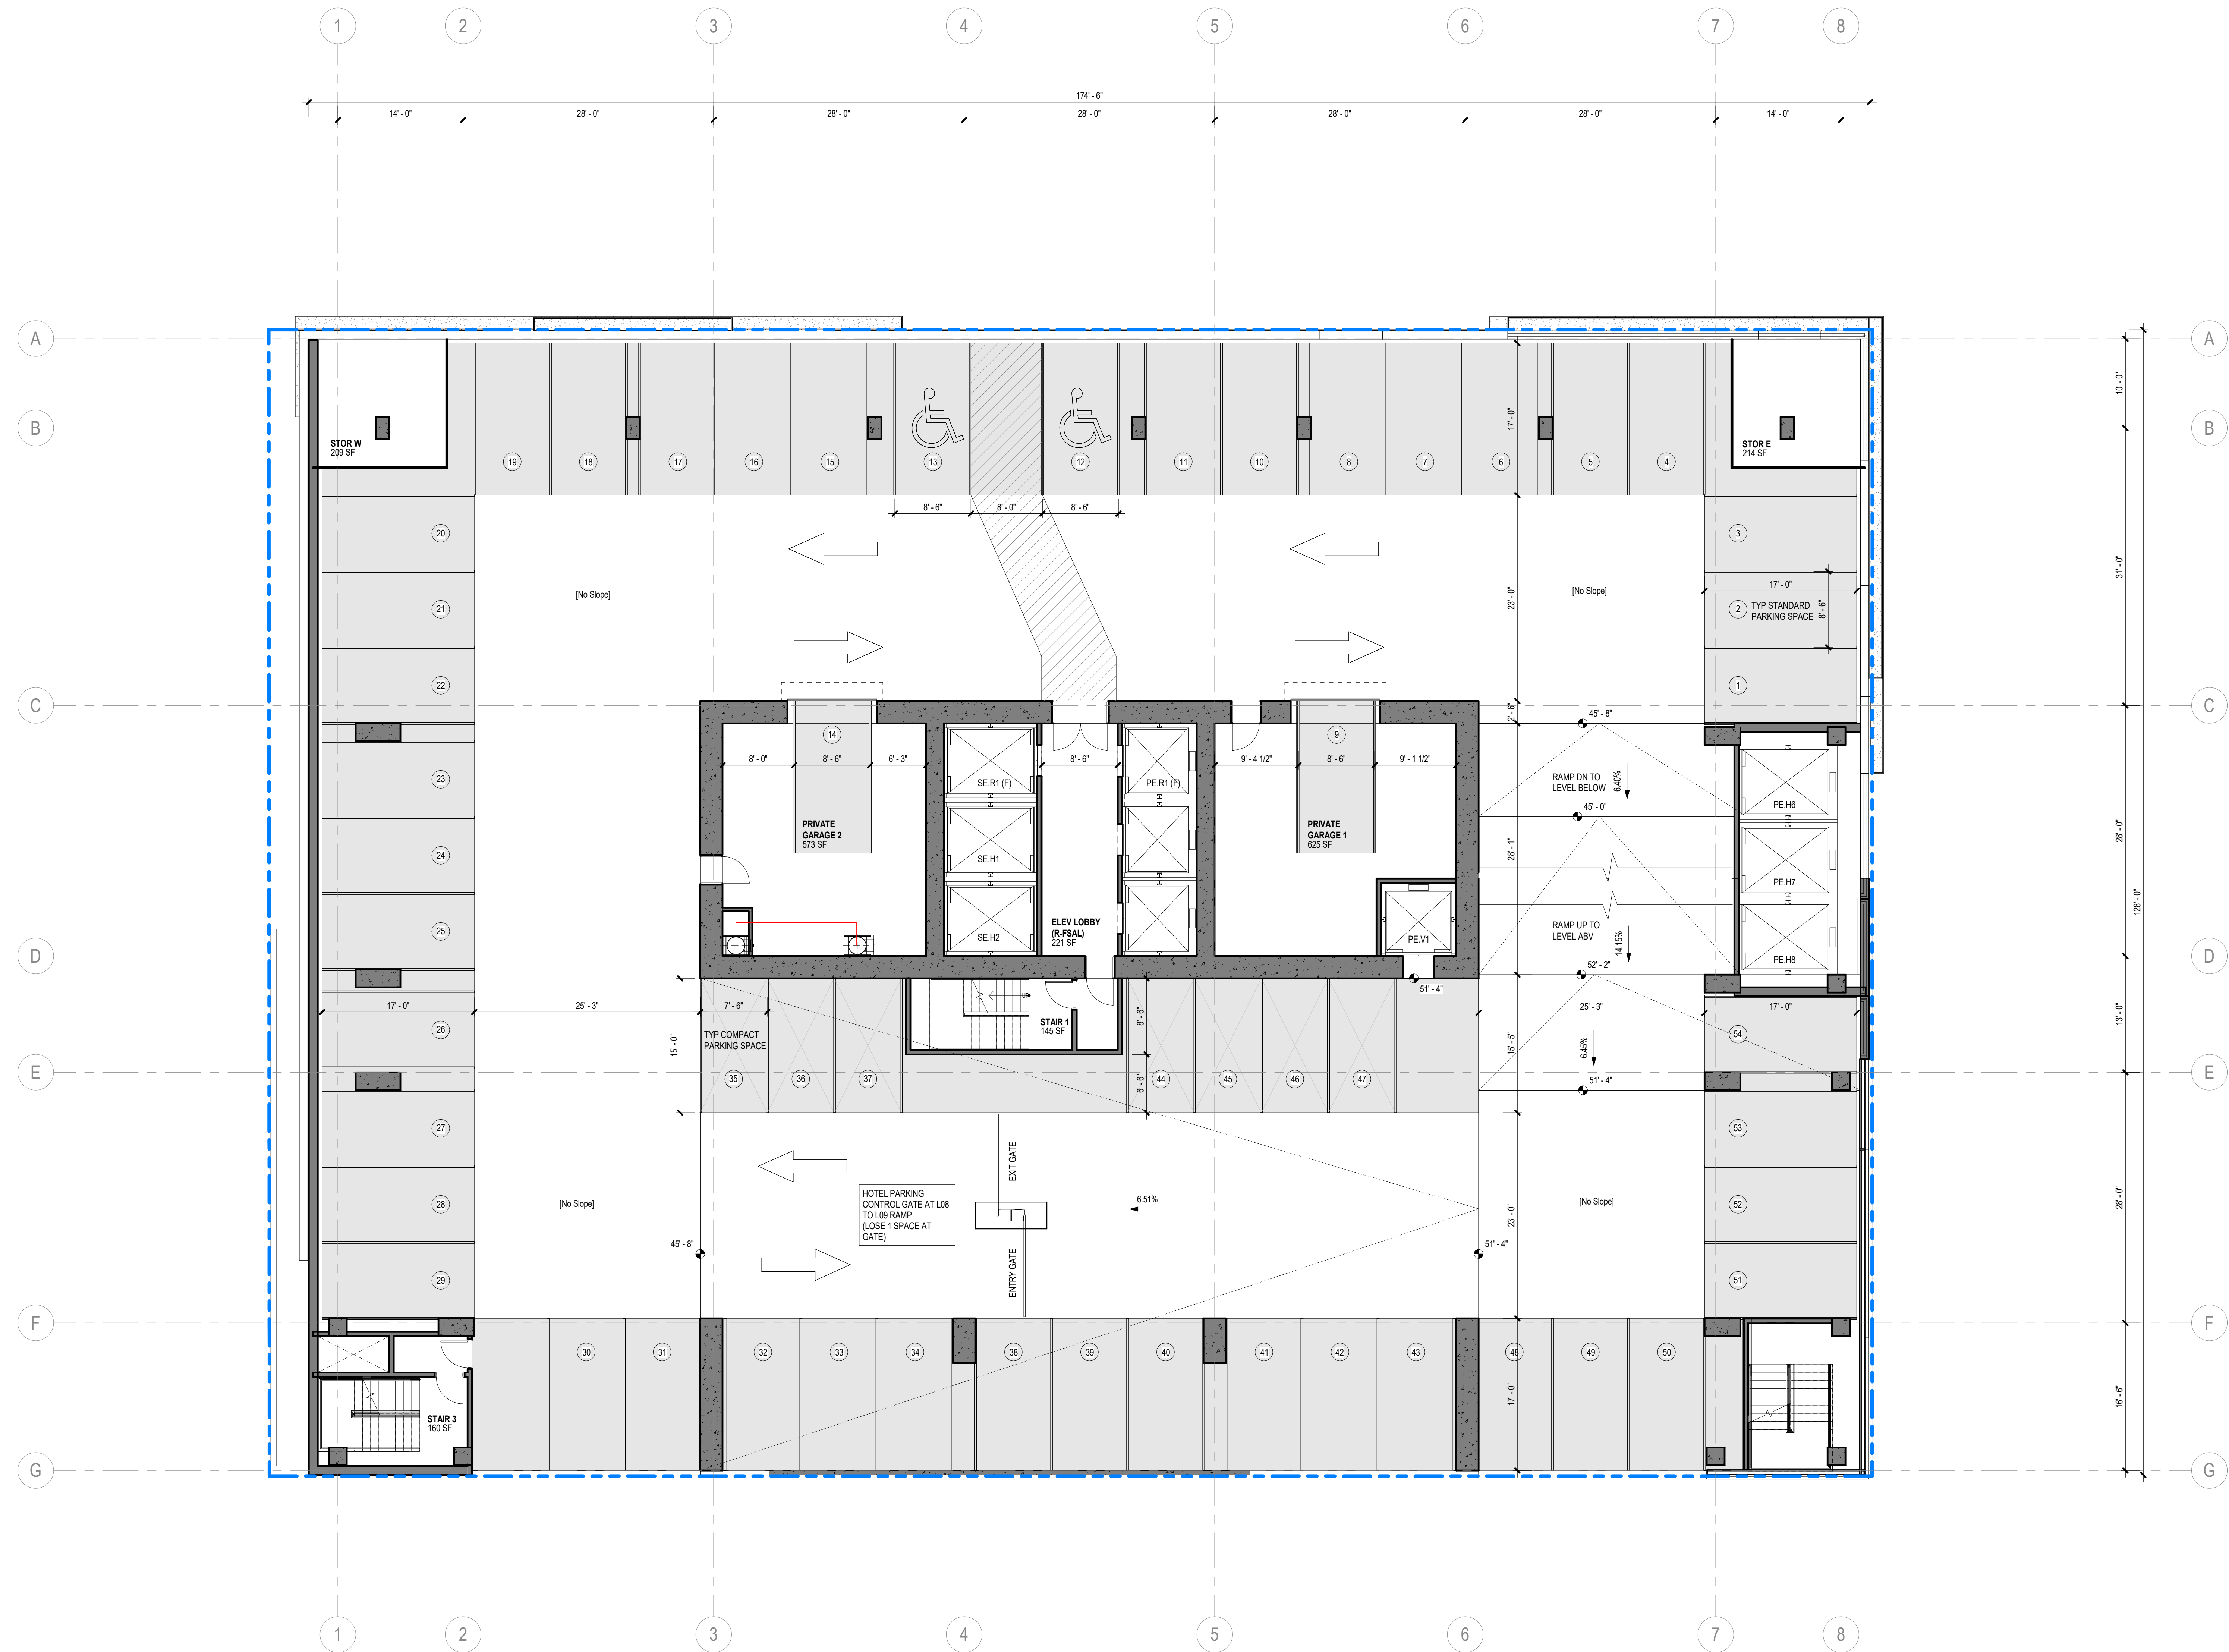 1 2 3 4 5 6 7 8
174' - 6"
14' - 0" 28' - 0" 28' - 0" 28' - 0" 28' - 0" 28' - 0" 14' - 0"
A A
10' - 0"
B B
STOR W
209 SF
17' - 0"
STOR E
214 SF
19 18 17 16 15 13 12 11 10 8 7 6 5 4
8' - 6" 8' - 0" 8' - 6"
20 3
31' - 0"
[No Slope] [No Slope]
23' - 0"
17' - 0"
21 2
TYP STANDARD
PARKING SPACE
8' - 6"
22 1
C C
2' - 6"
45' - 8"
14 9
8' - 0" 8' - 6" 6' - 3" 8' - 6" 9' - 4 1/2" 8' - 6" 9' - 1 1/2"
23
SE.R1 (F) PE.R1 (F)
RAMP DN TO
LEVEL BELOW
6.40%
PE.H6
45' - 0"
PRIVATE
GARAGE 2
573 SF
PRIVATE
GARAGE 1
625 SF
28' - 0"
28' - 1"
24
SE.H1
PE.H7
128' - 0"
25
SE.H2
ELEV LOBBY
(R-FSAL)
221 SF
PE.V1
RAMP UP TO
LEVEL ABV
14.15%
PE.H8
D D
52' - 2"
51' - 4"
17' - 0" 25' - 3" 7' - 6" 25' - 3" 17' - 0"
13' - 0"
26
TYP COMPACT
PARKING SPACE
15' - 0"
STAIR 1
145 SF
8' - 6"
15' - 5"
6.45%
54
E E
35 36 37 44 45 46 47
6' - 6"
51' - 4"
27 53
EXIT GATE
28 52
[No Slope] [No Slope]
HOTEL PARKING
CONTROL GATE AT L08
TO L09 RAMP
(LOSE 1 SPACE AT
GATE)
6.51%
23' - 0"
28' - 0"
45' - 8" 51' - 4"
ENTRY GATE
29 51
F F
30 31 32 33 34 38 39 40 41 42 43 48 49 50
17' - 0"
16' - 6"
STAIR 3
160 SF
G G
1 2 3 4 5 6 7 8